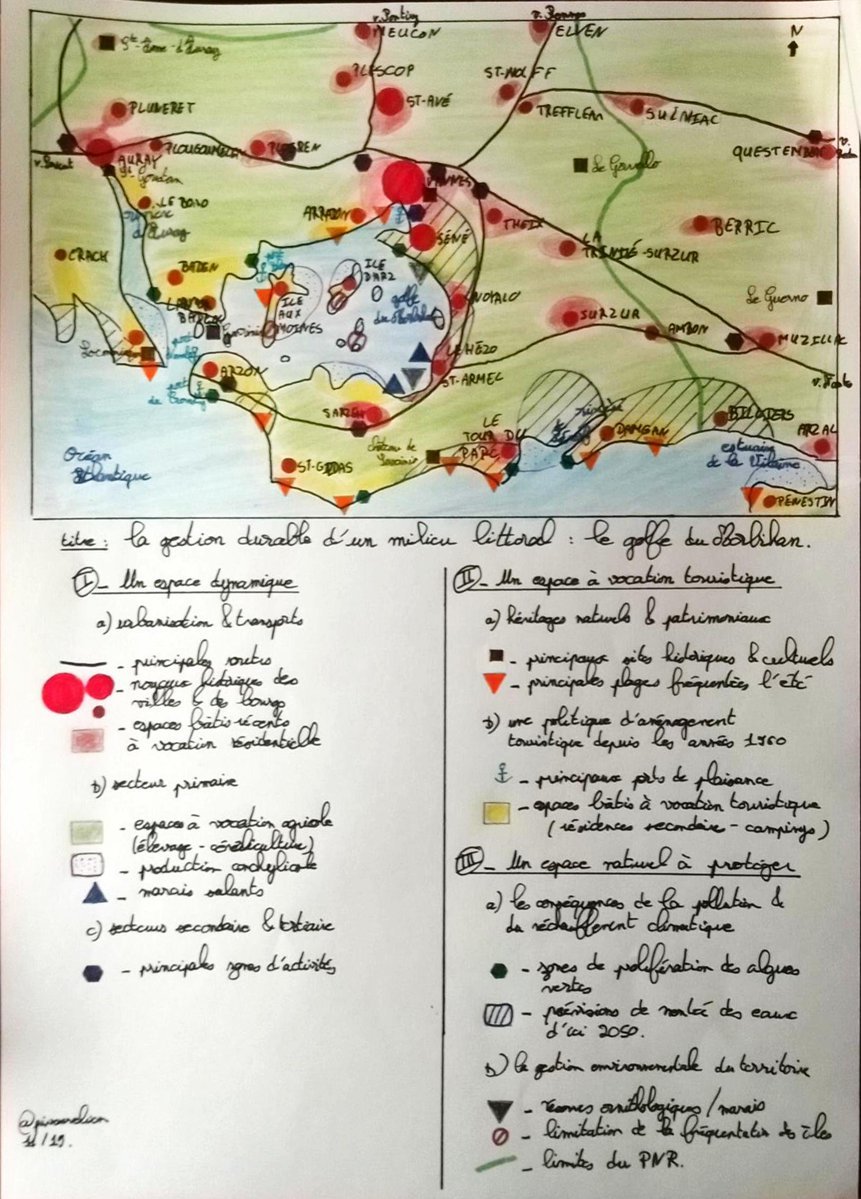 v. Pontivy
v. Rennes
N
MEUCON
ELVEN
Ste-Anne-d'Auray
PLESCOP
ST-NOLFF
ST-AVÉ
PLUNERET
TREFFLEAN
SULNIAC
v. Lorient
AURAY
PLOUGOUMELEN
PLOEREN
QUESTEMBERT
v. Redon
St Goustan
VANNES
Le Gorvello
LE BONO
rivière d'Auray
ARRADON
SÉNÉ
THEIX
BERRIC
CRACH
BADEN
ILE D'ARZ
LA TRINITÉ-SURZUR
LARMOR BADEN
ILE AUX MOINES
golfe du Morbihan
NOYALO
Le Guerno
Gavrinis
SURZUR
AMBON
MUZILLAC
Locmariaquer
LE HÉZO
ST-ARMEL
ARZON
port du Crouesty
v. Nantes
SARZEAU
LE TOUR DU PARC
rivière de Pénerf
DAMGAN
BILLIERS
ARZAL
Océan Atlantique
ST-GILDAS
château de Suscinio
estuaire de la Vilaine
PÉNESTIN
titre : la gestion durable d'un milieu littoral : le golfe du Morbihan.
I - Un espace dynamique
a) urbanisation & transports
- principales routes
- noyaux historiques des
villes & des bourgs
- espaces bâtis récents
à vocation résidentielle
b) secteur primaire
- espaces à vocation agricole
(élevage - céréaliculture)
- production conchylicole
- marais salants
c) secteurs secondaire & tertiaire
- principales zones d'activités
@
11/19.
II - Un espace à vocation touristique
a) héritages naturels & patrimoniaux
- principaux sites historiques & culturels
- principales plages fréquentées l'été
b) une politique d'aménagement
touristique depuis les années 1960
- principaux ports de plaisance
- espaces bâtis à vocation touristique
(résidences secondaire - campings)
III - Un espace naturel à protéger
a) les conséquences de la pollution &
du réchauffement climatique
- zones de prolifération des algues
vertes
- prévisions de montée des eaux
d'ici 2050.
b) la gestion environnementale du territoire
- réserves ornithologiques / marais
- limitation de la fréquentation des îles
- limites du PNR.